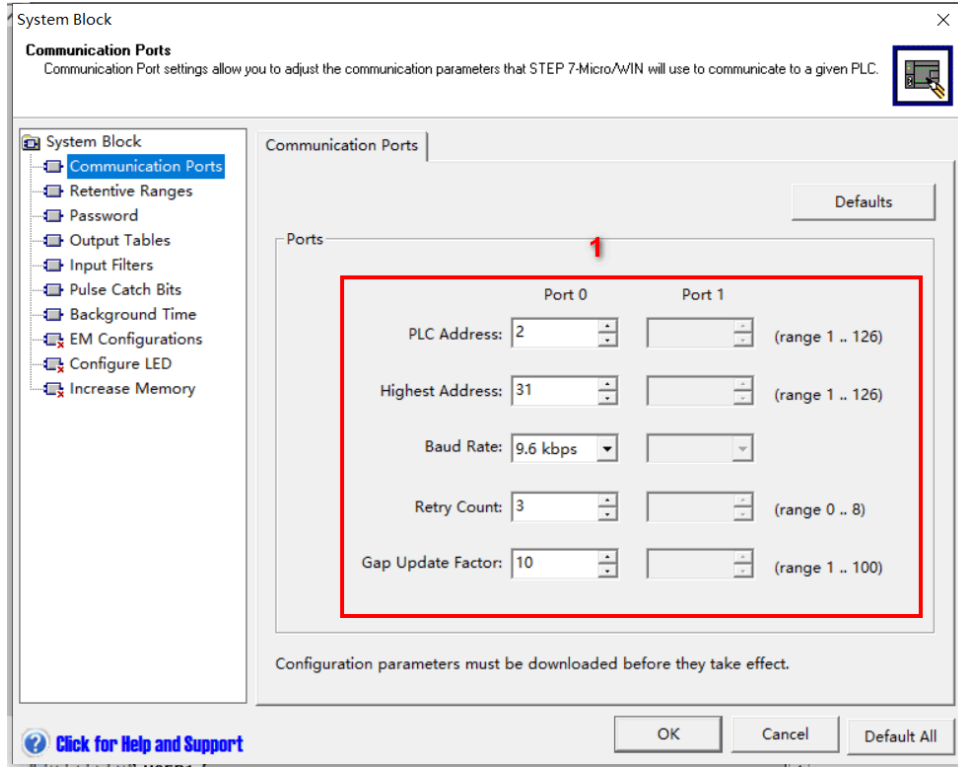 System Block
Communication Ports
Communication Port settings allow you to adjust the communication parameters that STEP 7-Micro/WIN will use to communicate to a given PLC.
System Block
Communication Ports
Retentive Ranges
Password
Output Tables
Input Filters
Pulse Catch Bits
Background Time
EM Configurations
Configure LED
Increase Memory
Communication Ports
Defaults
Ports
1
Port 0 Port 1
PLC Address: 2 (range 1 .. 126)
Highest Address: 31 (range 1 .. 126)
Baud Rate: 9.6 kbps
Retry Count: 3 (range 0 .. 8)
Gap Update Factor: 10 (range 1 .. 100)
Configuration parameters must be downloaded before they take effect.
Click for Help and Support
OK Cancel Default All